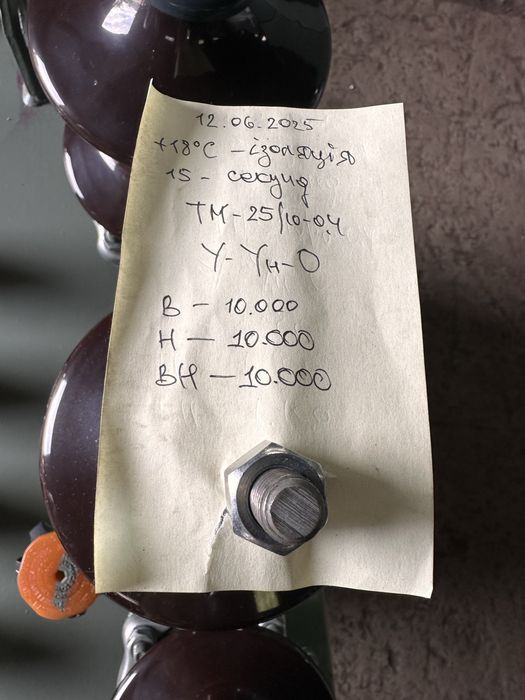 12.06.2025
+18°C - ізоляція
15 - секунд
ТМ-25/10-0,4
У-Ун-О
В - 10.000
Н - 10.000
ВН - 10.000